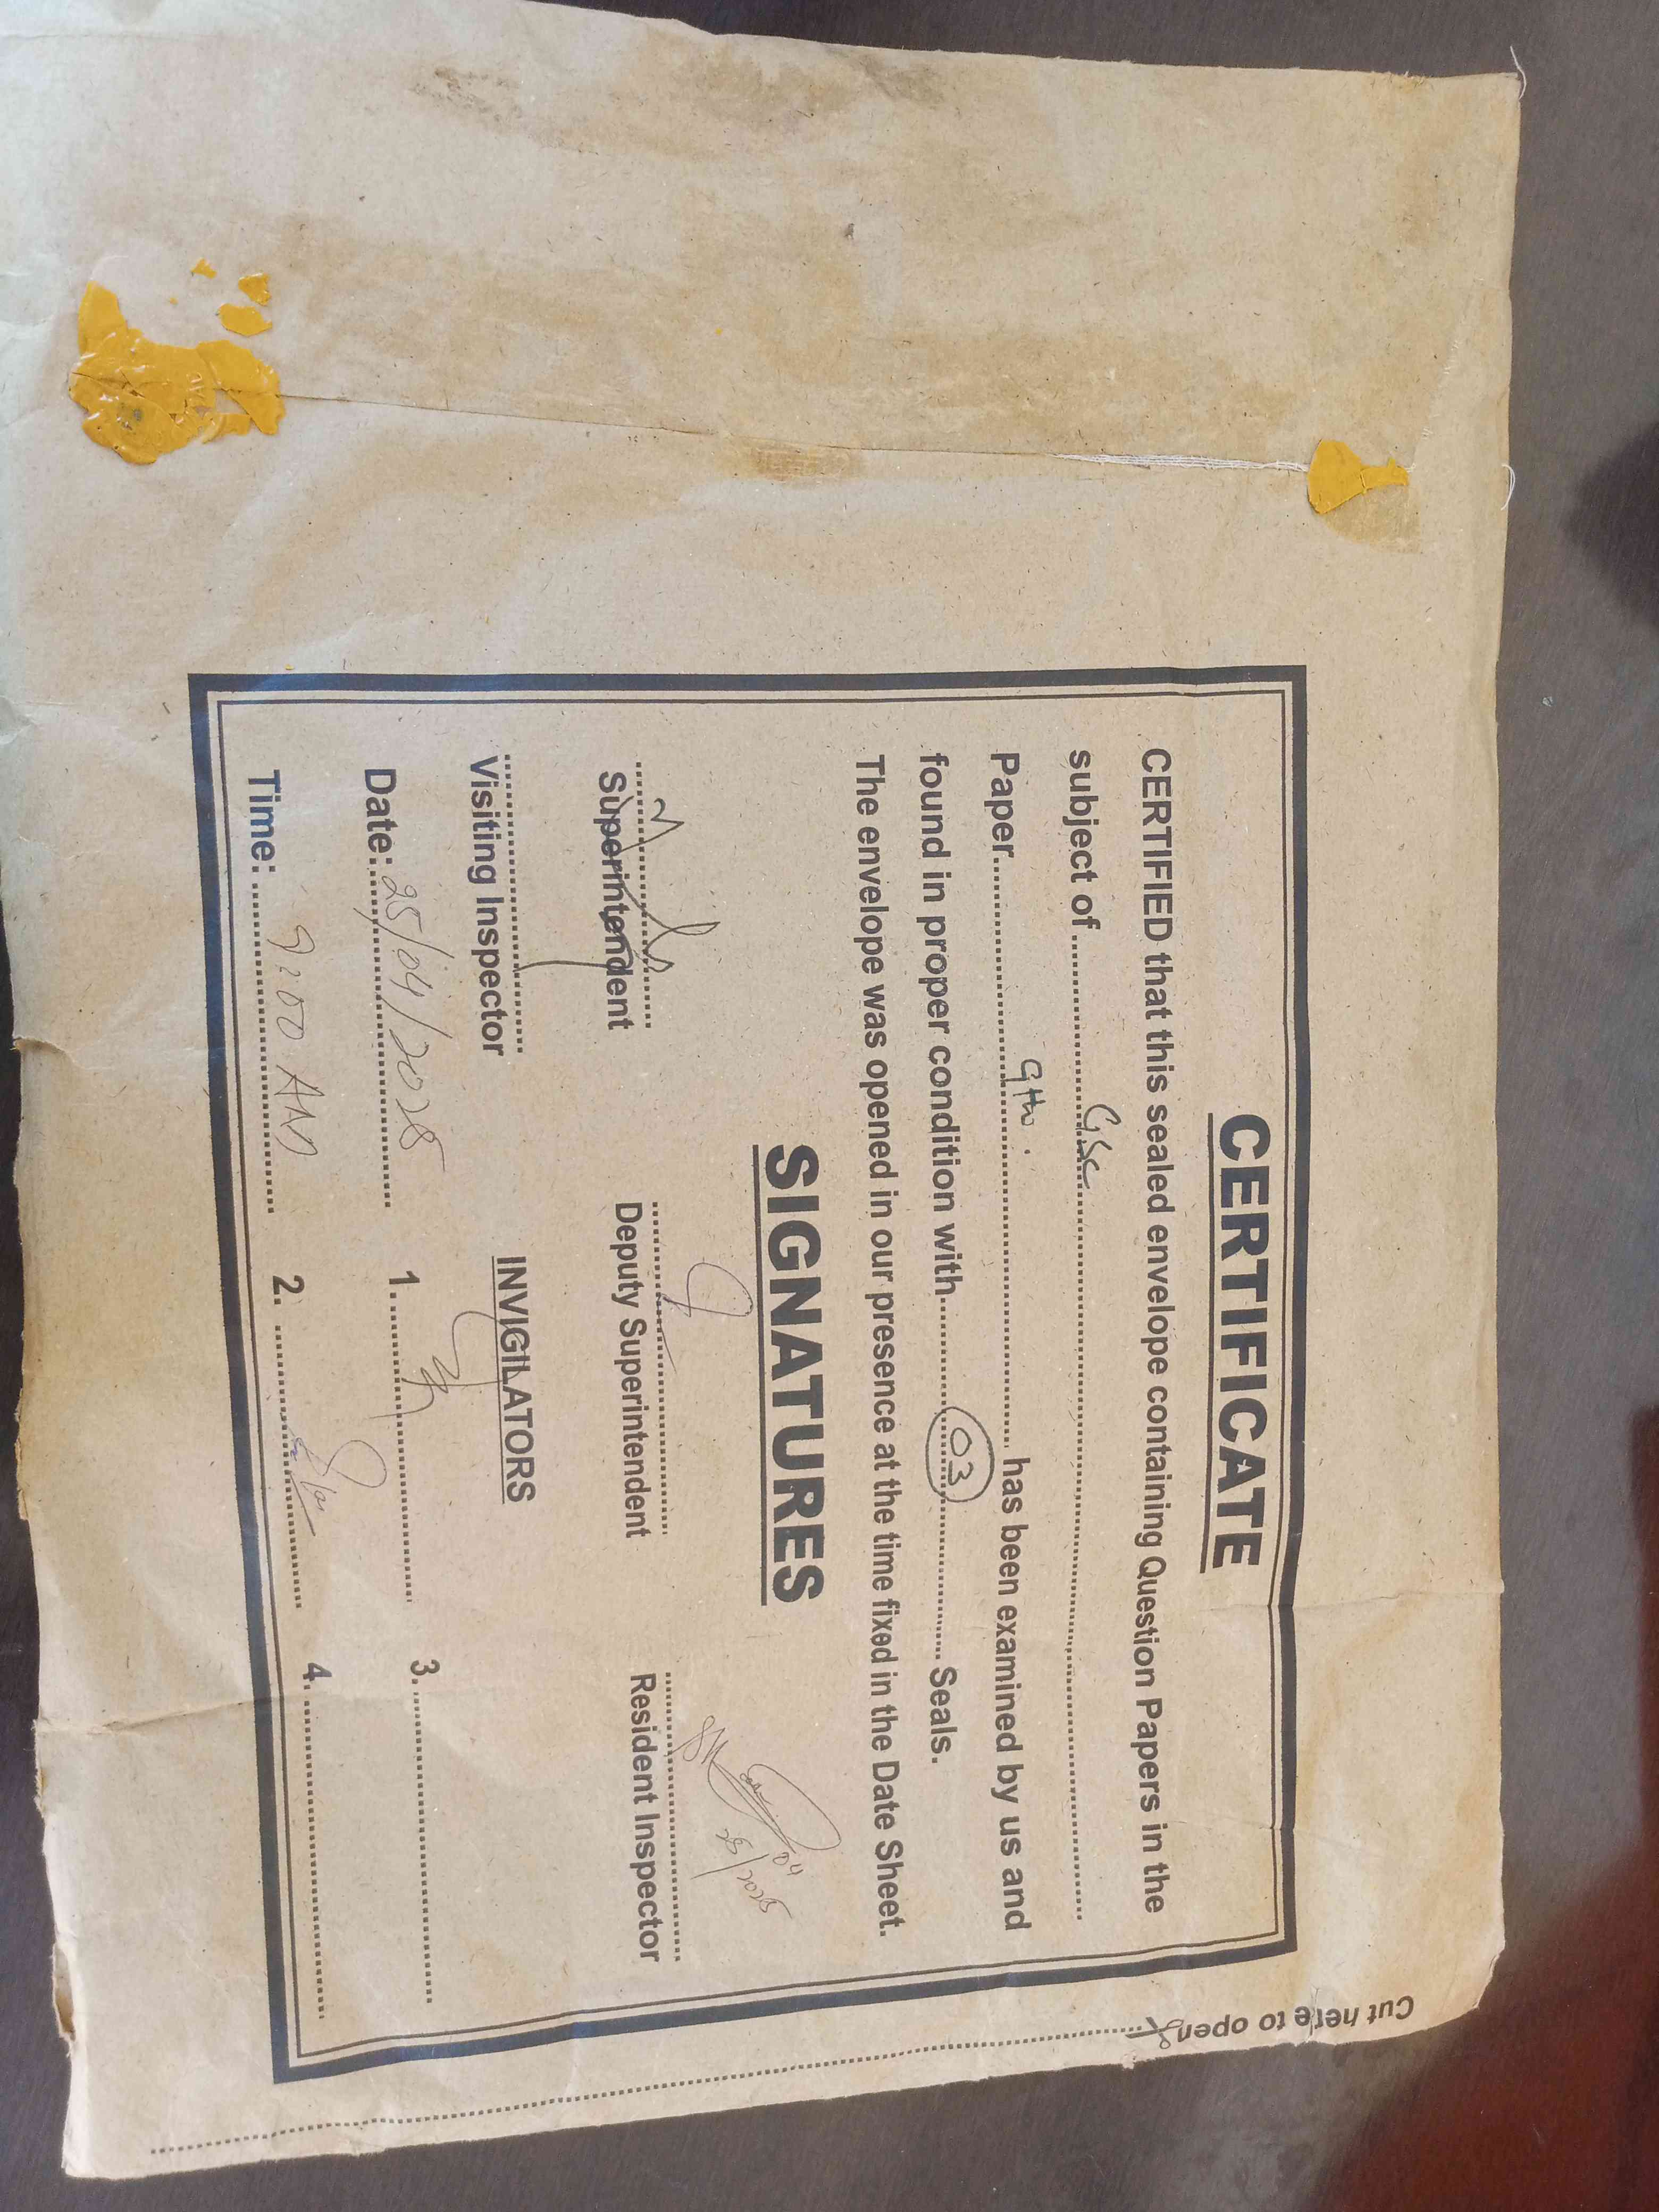 CERTIFICATE
CERTIFIED that this sealed envelope containing Question Papers in the
subject of ........ G.Sc ........
Paper........ 9th. ........ has been examined by us and
found in proper condition with........ 03 ........ Seals.
The envelope was opened in our presence at the time fixed in the Date Sheet.
SIGNATURES
Superintendent Deputy Superintendent Resident Inspector
Visiting Inspector INVIGILATORS
Date: 25/04/2025 1. 3.
Time: 9:00 AM 2. 4.
Cut here to open